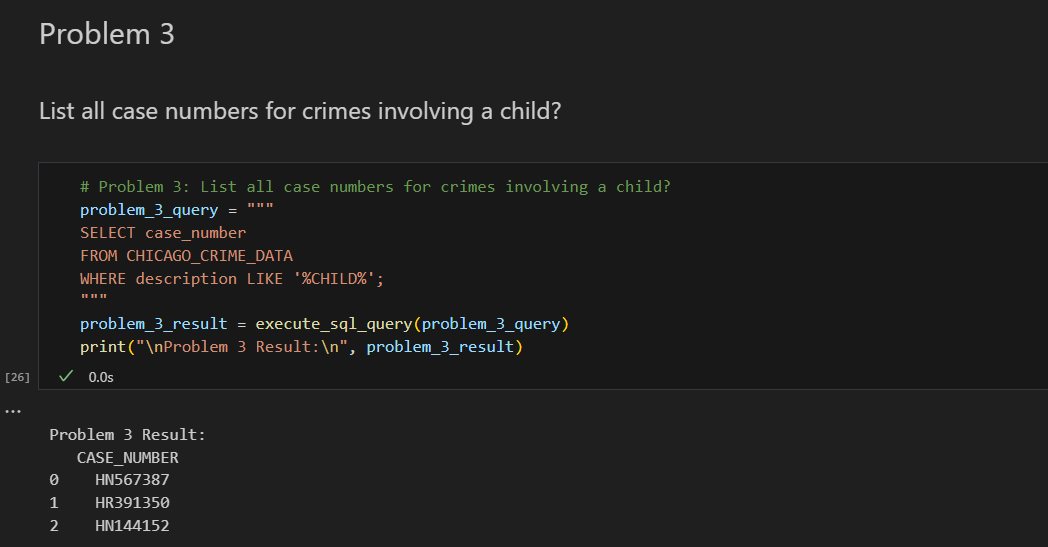 Problem 3
List all case numbers for crimes involving a child?
# Problem 3: List all case numbers for crimes involving a child?
problem_3_query = """
SELECT case_number
FROM CHICAGO_CRIME_DATA
WHERE description LIKE '%CHILD%';
"""
problem_3_result = execute_sql_query(problem_3_query)
print("\nProblem 3 Result:\n", problem_3_result)
[26] ✓ 0.0s
...
Problem 3 Result:
CASE_NUMBER
0 HN567387
1 HR391350
2 HN144152